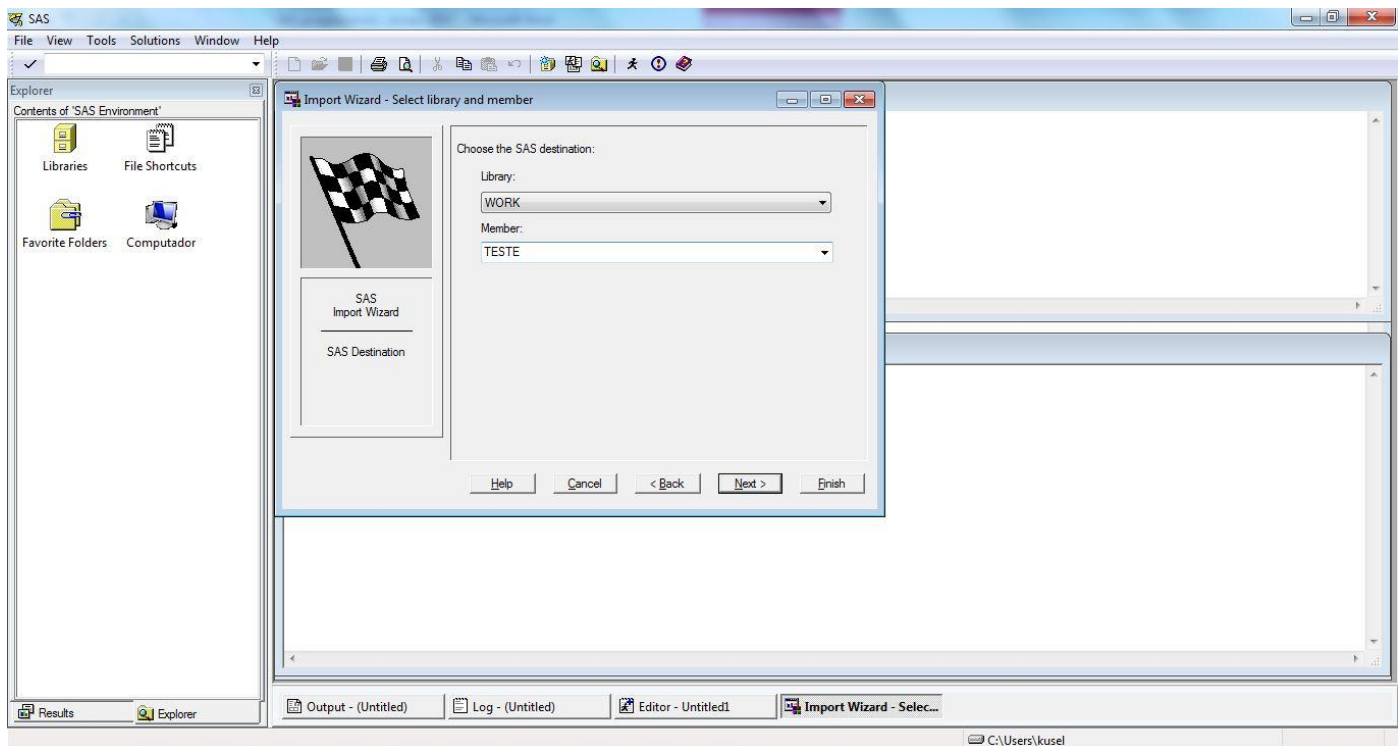 SAS
File View Tools Solutions Window Help
Explorer
Contents of 'SAS Environment'
Libraries File Shortcuts
Favorite Folders Computador
Import Wizard - Select library and member
Choose the SAS destination:
Library:
WORK
Member:
TESTE
SAS
Import Wizard
SAS Destination
Help Cancel < Back Next > Finish
Results Explorer
Output - (Untitled) Log - (Untitled) Editor - Untitled1 Import Wizard - Selec...
C:\Users\kusel